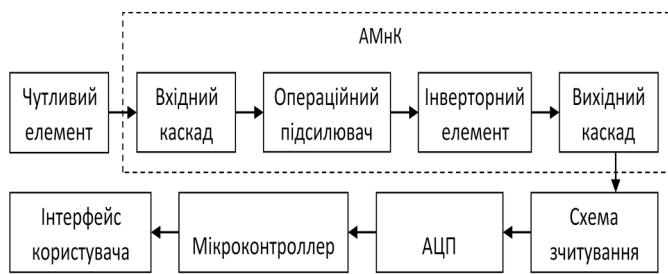 АМнК
Чутливий
елемент
Вхідний
каскад
Операційний
підсилювач
Інверторний
елемент
Вихідний
каскад
Інтерфейс
користувача
Мікроконтроллер
АЦП
Схема
зчитування